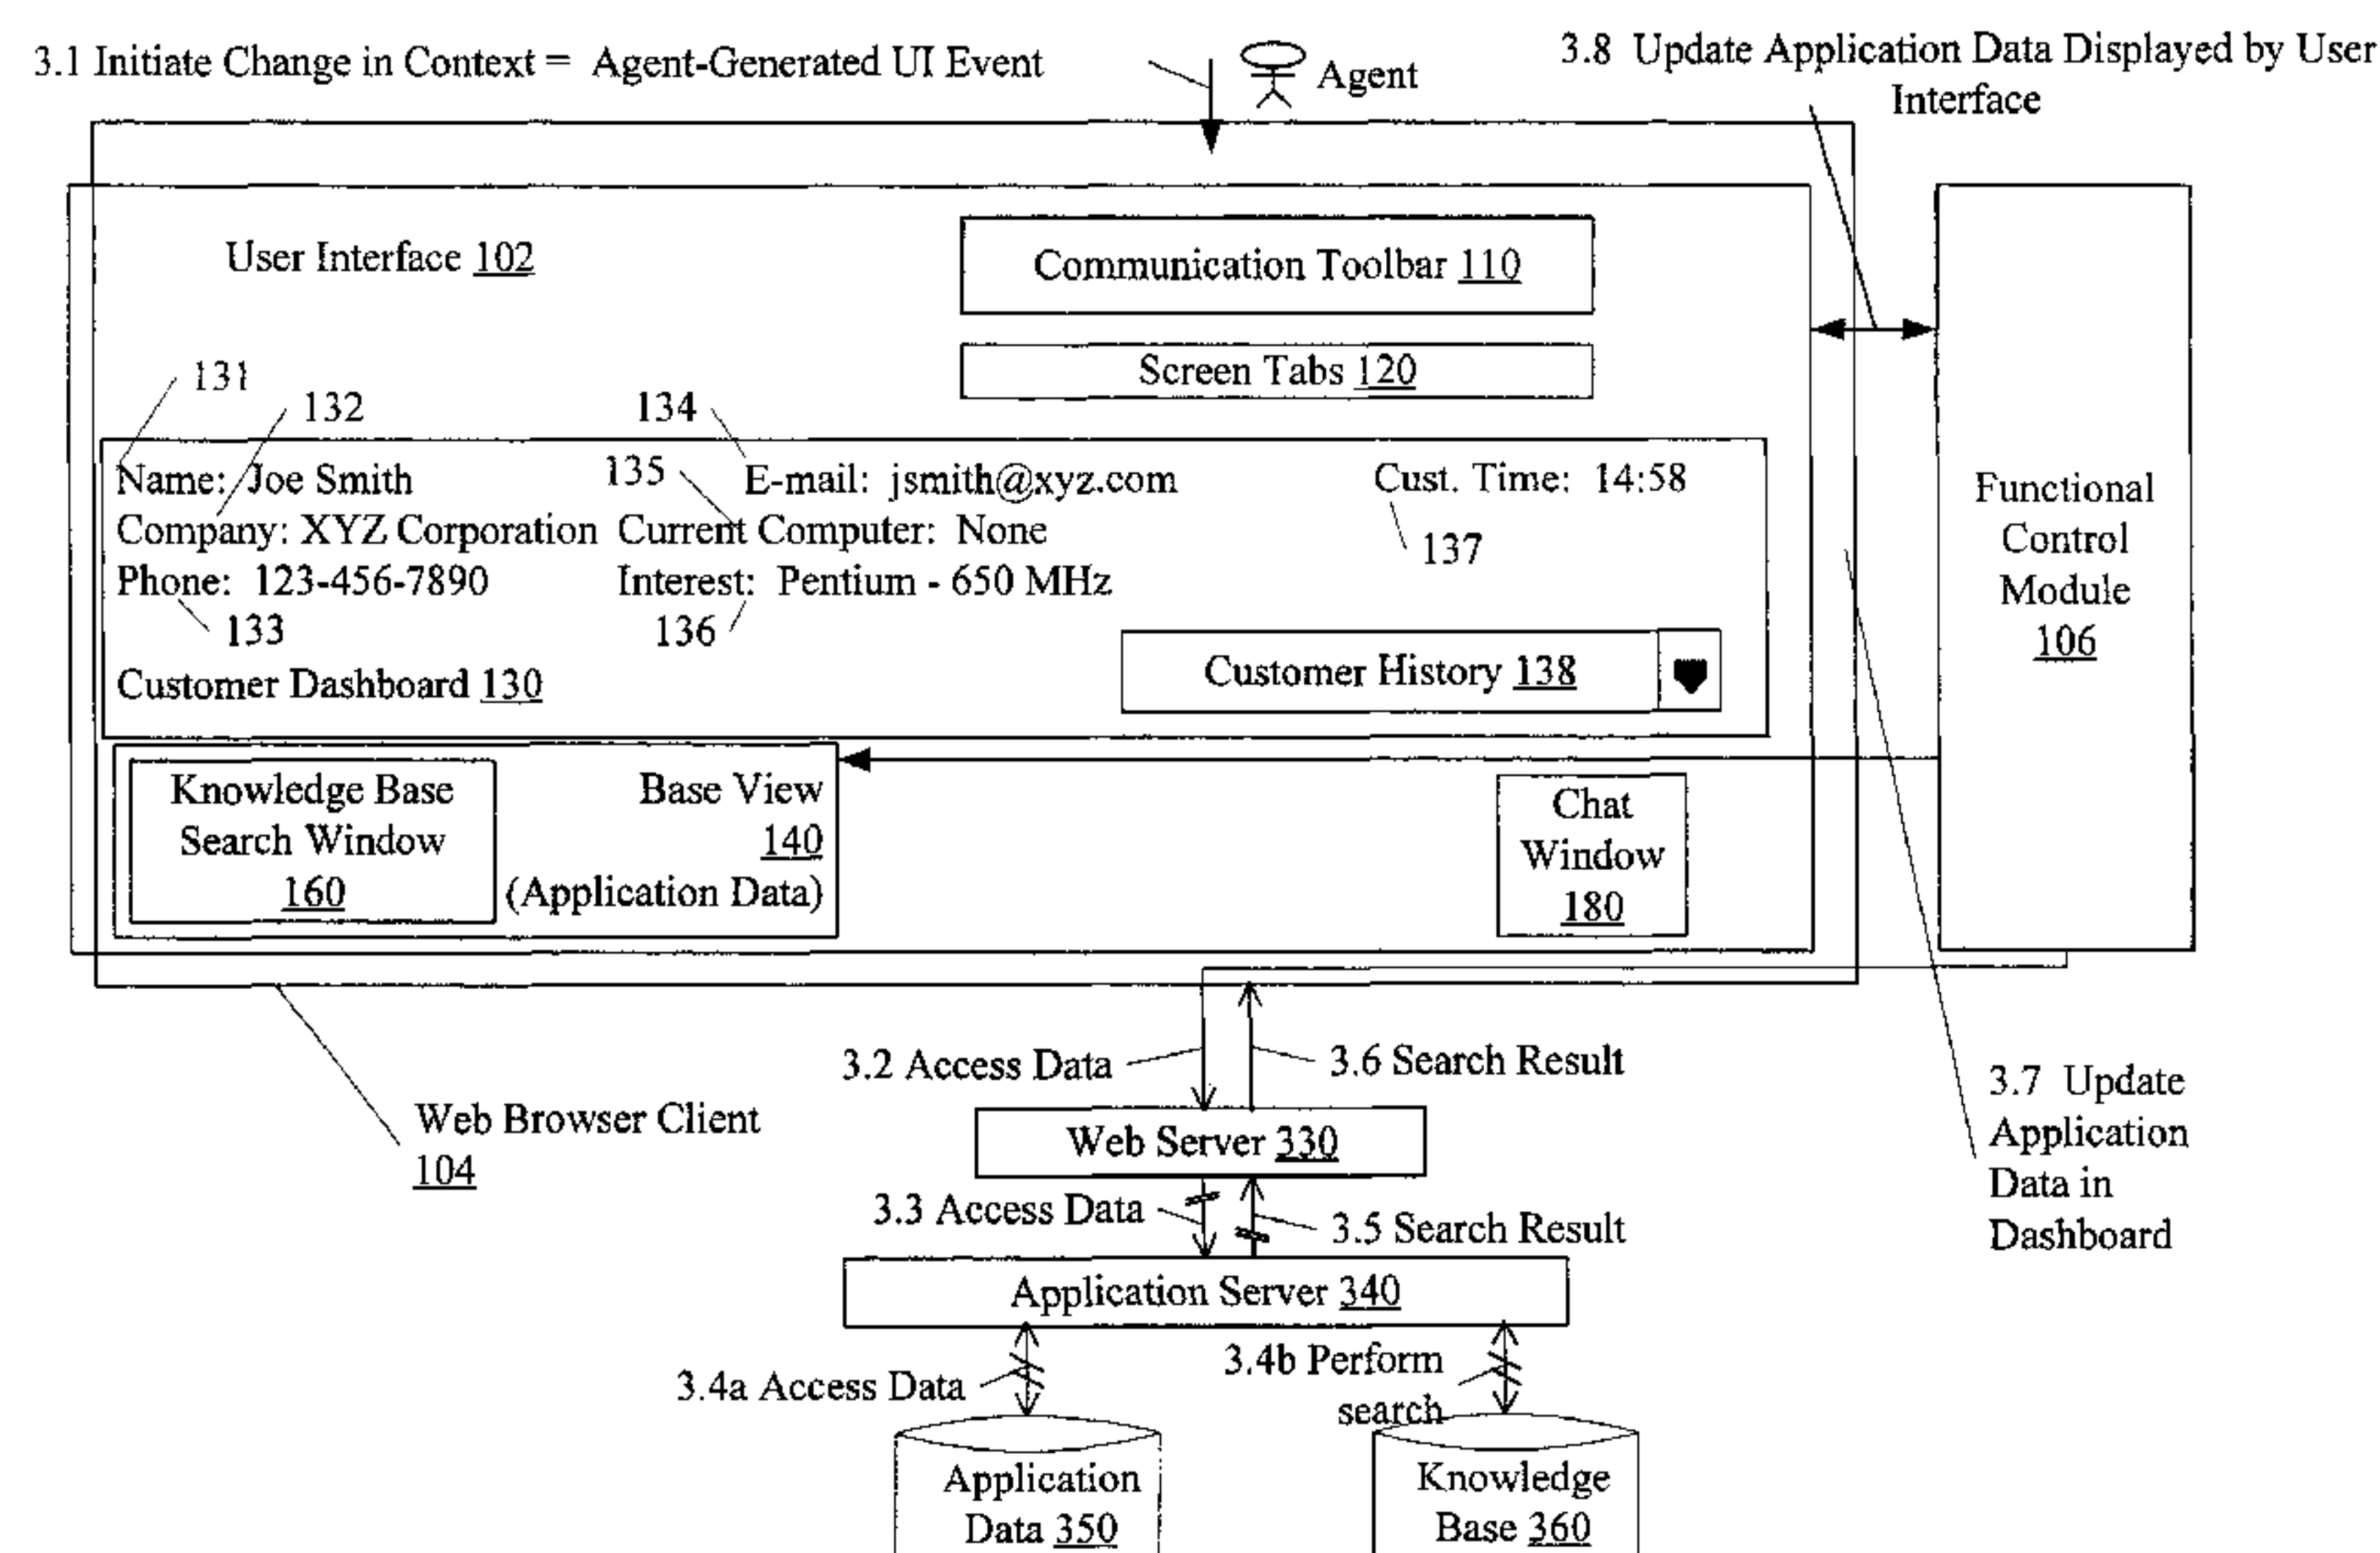 3.1 Initiate Change in Context = Agent-Generated UI Event
Agent
3.8 Update Application Data Displayed by User
Interface
User Interface 102
Communication Toolbar 110
Screen Tabs 120
131
132
134
135
Name: Joe Smith
E-mail: jsmith@xyz.com
Cust. Time: 14:58
Company: XYZ Corporation
Current Computer: None
137
Phone: 123-456-7890
Interest: Pentium - 650 MHz
133
136
Customer Dashboard 130
Customer History 138
Functional
Control
Module
106
Knowledge Base
Search Window
160
Base View
140
(Application Data)
Chat
Window
180
3.2 Access Data
3.6 Search Result
3.7 Update
Application
Data in
Dashboard
Web Browser Client
104
Web Server 330
3.3 Access Data
3.5 Search Result
Application Server 340
3.4a Access Data
3.4b Perform
search
Application
Data 350
Knowledge
Base 360